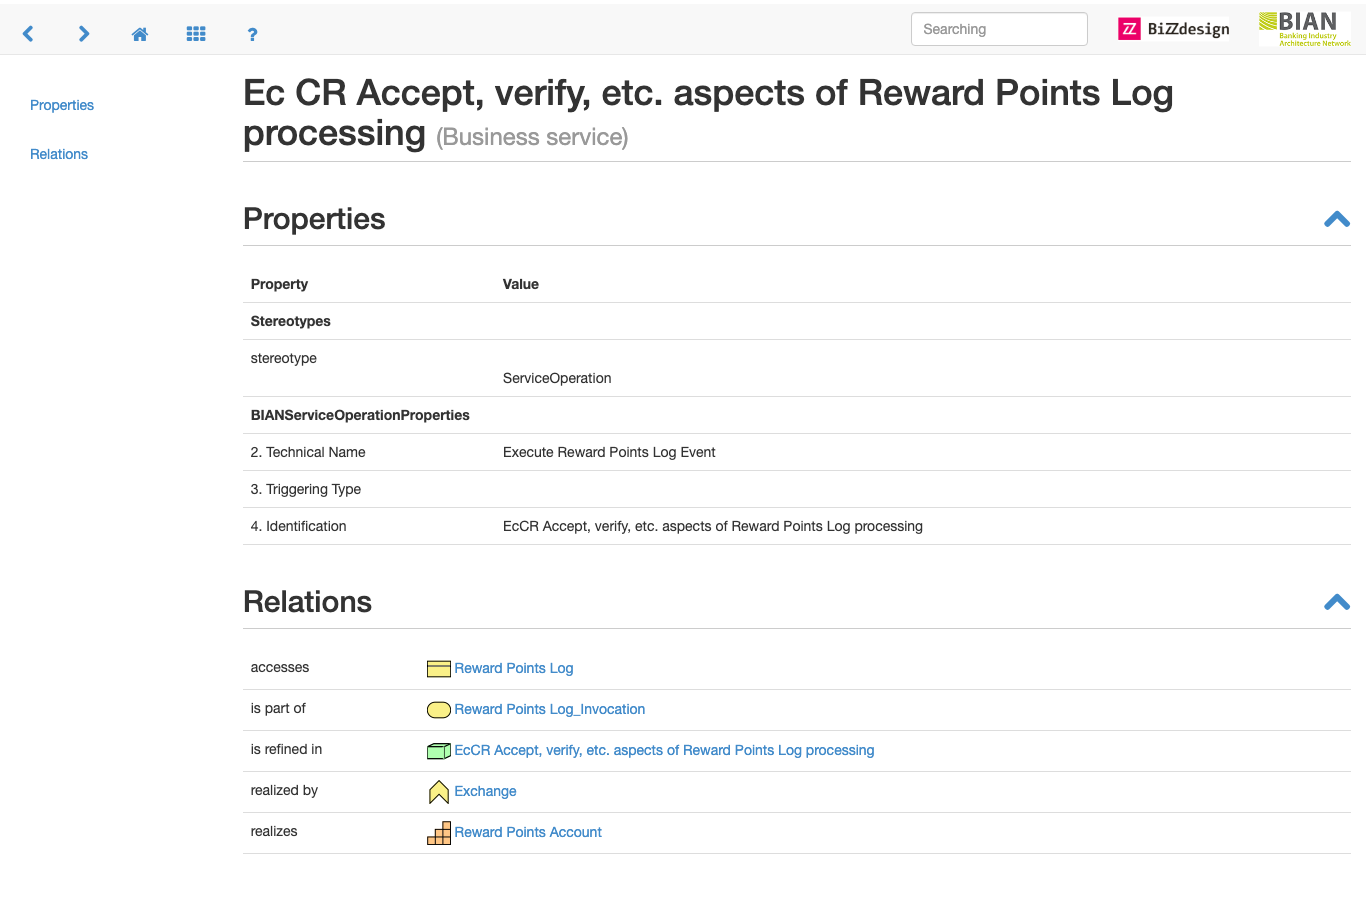 ?
Searching
ZZ BiZZdesign
BIAN
Banking Industry
Architecture Network
Properties
Relations
Ec CR Accept, verify, etc. aspects of Reward Points Log
processing (Business service)
Properties
Property Value
Stereotypes
stereotype
ServiceOperation
BIANServiceOperationProperties
2. Technical Name Execute Reward Points Log Event
3. Triggering Type
4. Identification EcCR Accept, verify, etc. aspects of Reward Points Log processing
Relations
accesses Reward Points Log
is part of Reward Points Log_Invocation
is refined in EcCR Accept, verify, etc. aspects of Reward Points Log processing
realized by Exchange
realizes Reward Points Account